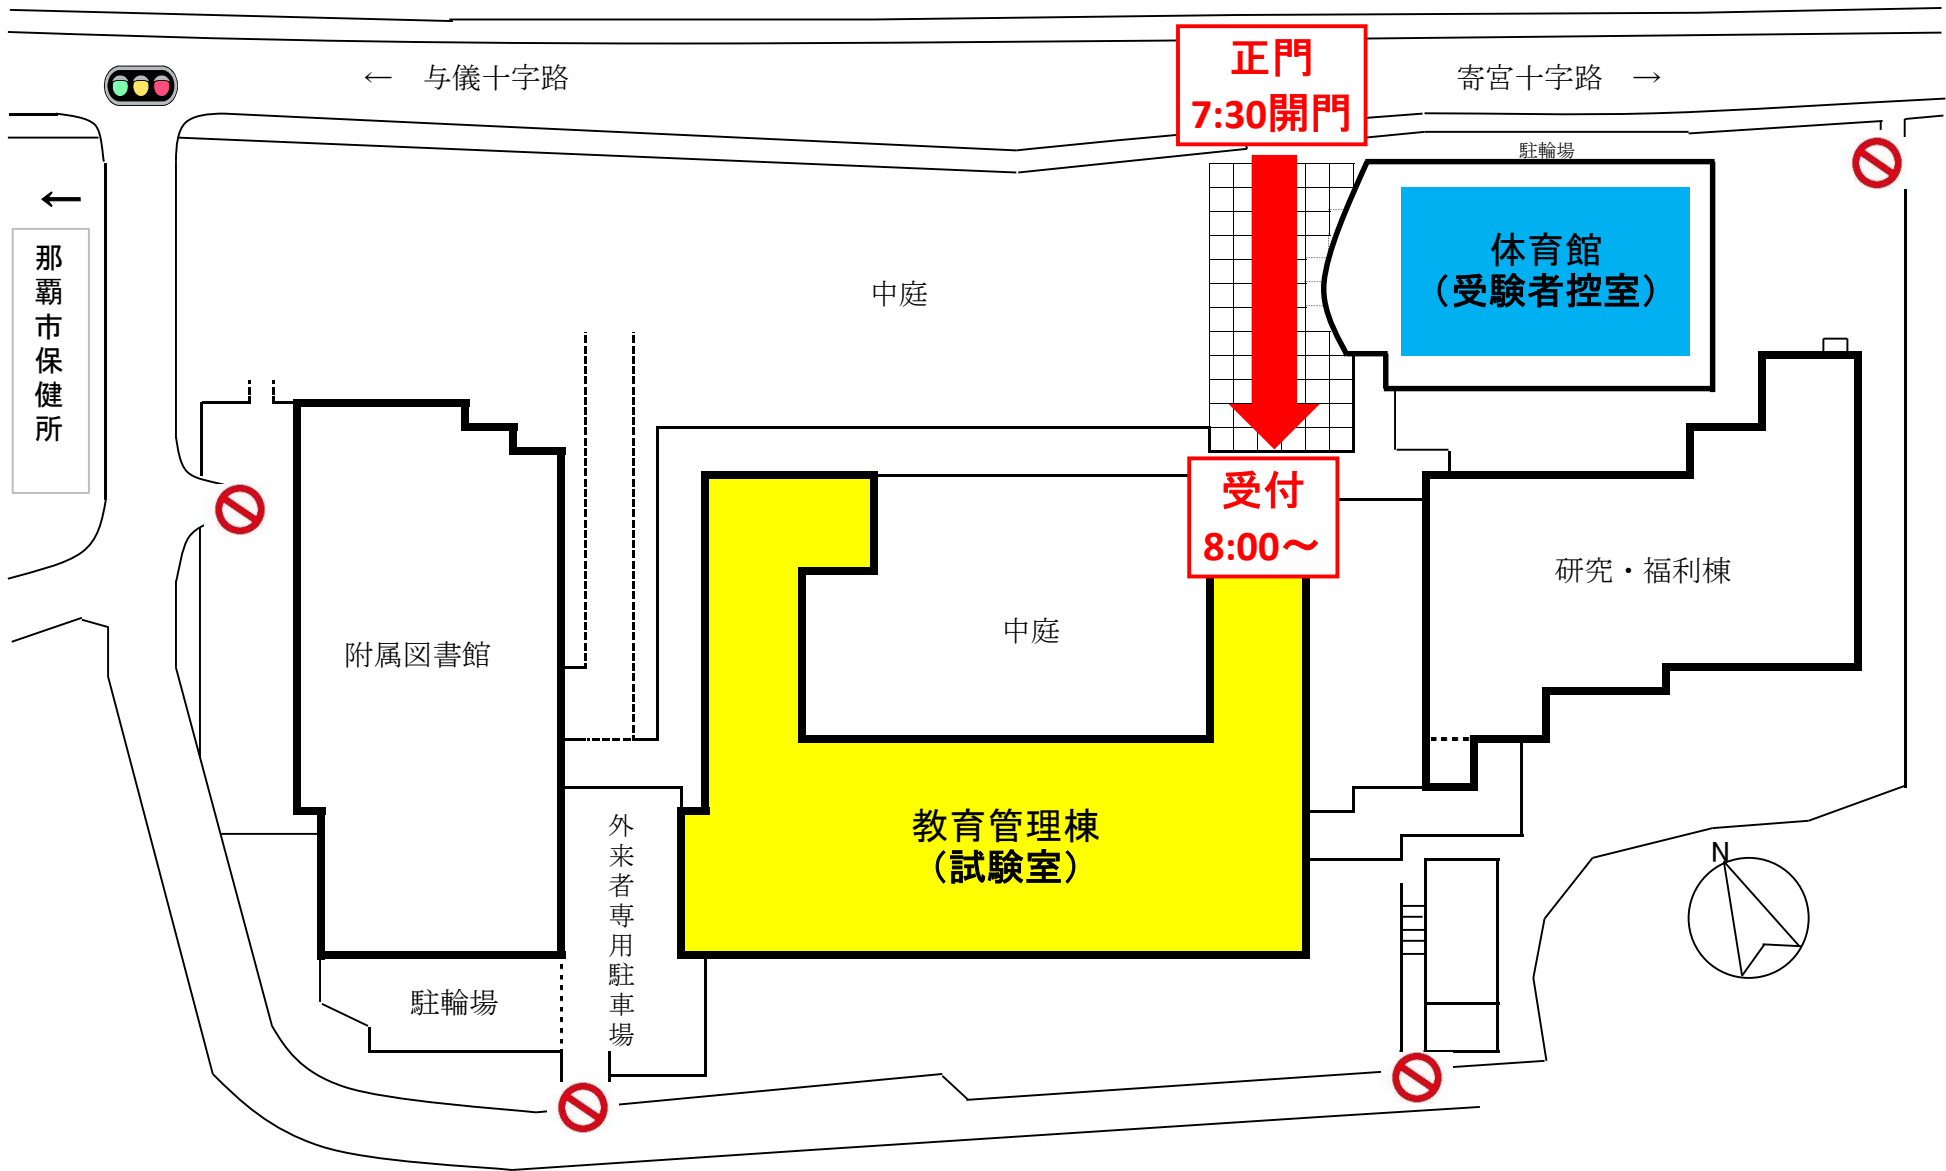 正門
7:30開門
← 与儀十字路
寄宮十字路 →
駐輪場
←
那覇市保健所
体育館
（受験者控室）
中庭
受付
8:00～
研究・福利棟
中庭
附属図書館
教育管理棟
（試験室）
外来者専用駐車場
N
駐輪場